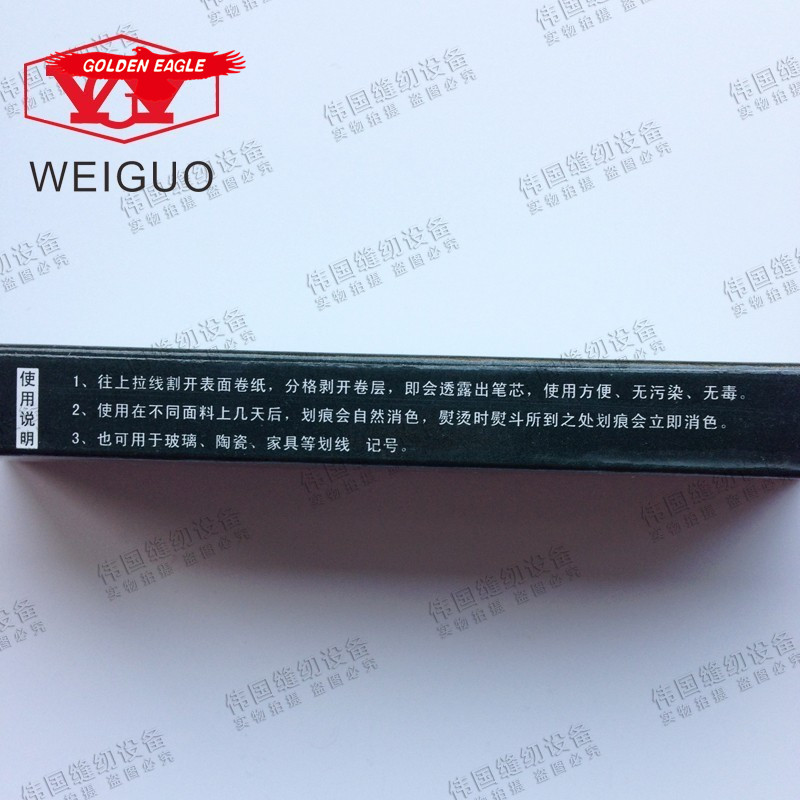 GOLDEN EAGLE
WEIGUO
伟国缝纫设备
实物拍摄 盗图必究
使用说明
1、往上拉线割开表面卷纸，分格剥开卷层，即会透露出笔芯，使用方便、无污染、无毒。
2、使用在不同面料上几天后，划痕会自然消色，熨烫时熨斗所到之处划痕会立即消色。
3、也可用于玻璃、陶瓷、家具等划线 记号。